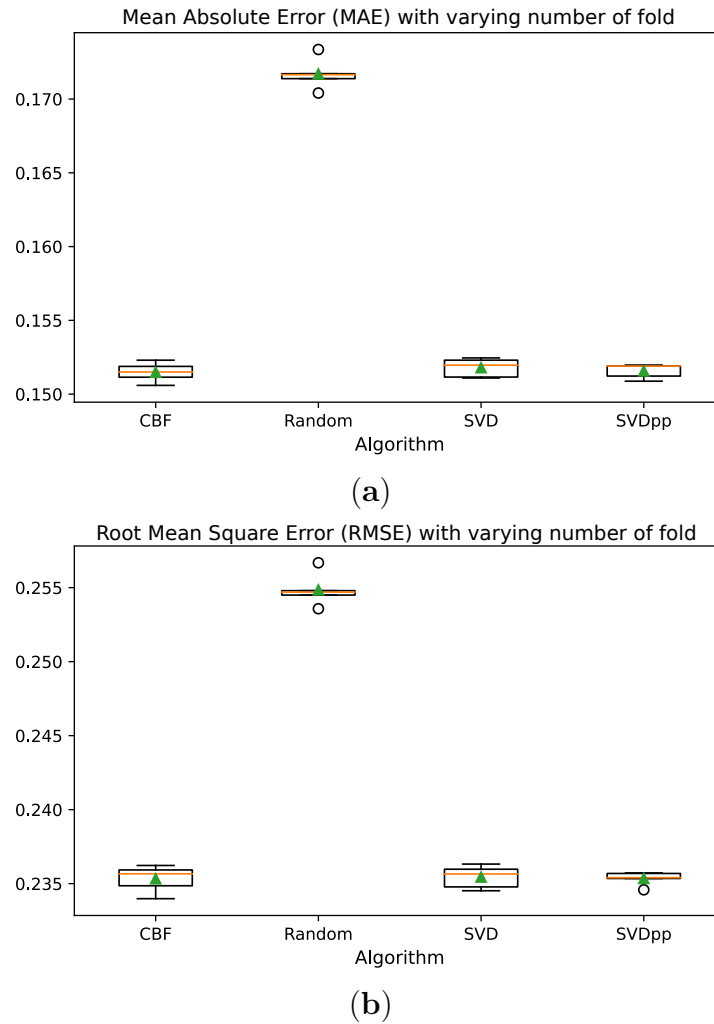 Mean Absolute Error (MAE) with varying number of fold
0.170
0.165
0.160
0.155
0.150
CBF Random SVD SVDpp
Algorithm
(a)
Root Mean Square Error (RMSE) with varying number of fold
0.255
0.250
0.245
0.240
0.235
CBF Random SVD SVDpp
Algorithm
(b)